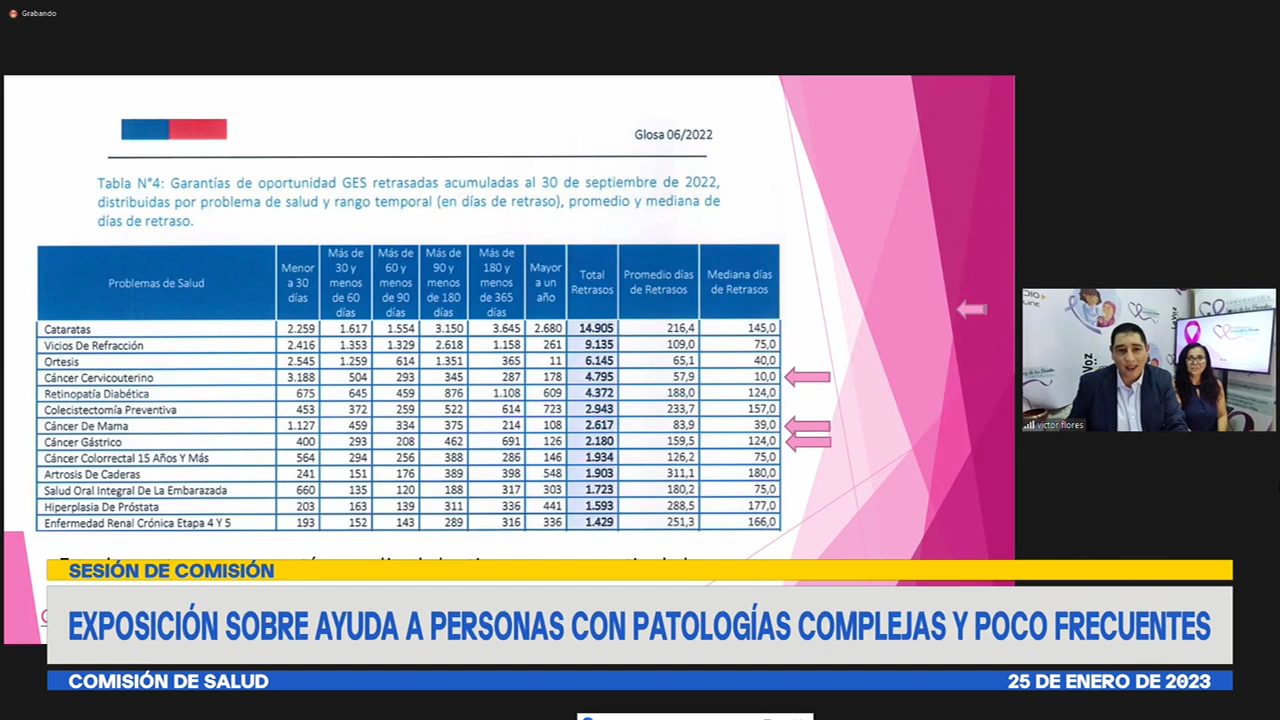 Grabando
Glosa 06/2022
Tabla N°4: Garantías de oportunidad GES retrasadas acumuladas al 30 de septiembre de 2022,
distribuidas por problema de salud y rango temporal (en días de retraso), promedio y mediana de
días de retraso.
Problemas de Salud | Menor a 30 días | Más de 30 y menos de 60 días | Más de 60 y menos de 90 días | Más de 90 y menos de 180 días | Más de 180 y menos de 365 días | Mayor a un año | Total Retrasos | Promedio días de Retrasos | Mediana días de Retrasos
Cataratas 2.259 1.617 1.554 3.150 3.645 2.680 14.905 216,4 145,0
Vicios De Refracción 2.416 1.353 1.329 2.618 1.158 261 9.135 109,0 75,0
Ortesis 2.545 1.259 614 1.351 365 11 6.145 65,1 40,0
Cáncer Cervicouterino 3.188 504 293 345 287 178 4.795 57,9 10,0
Retinopatía Diabética 675 645 459 876 1.108 609 4.372 188,0 124,0
Colecistectomía Preventiva 453 372 259 522 614 723 2.943 233,7 157,0
Cáncer De Mama 1.127 459 334 375 214 108 2.617 83,9 39,0
Cáncer Gástrico 400 293 208 462 691 126 2.180 159,5 124,0
Cáncer Colorrectal 15 Años Y Más 564 294 256 388 286 146 1.934 126,2 75,0
Artrosis De Caderas 241 151 176 389 398 548 1.903 311,1 180,0
Salud Oral Integral De La Embarazada 660 135 120 188 317 303 1.723 180,2 75,0
Hiperplasia De Próstata 203 163 139 311 336 441 1.593 288,5 177,0
Enfermedad Renal Crónica Etapa 4 Y 5 193 152 143 289 316 336 1.429 251,3 166,0
victor flores
SESIÓN DE COMISIÓN
EXPOSICIÓN SOBRE AYUDA A PERSONAS CON PATOLOGÍAS COMPLEJAS Y POCO FRECUENTES
COMISIÓN DE SALUD
25 DE ENERO DE 2023